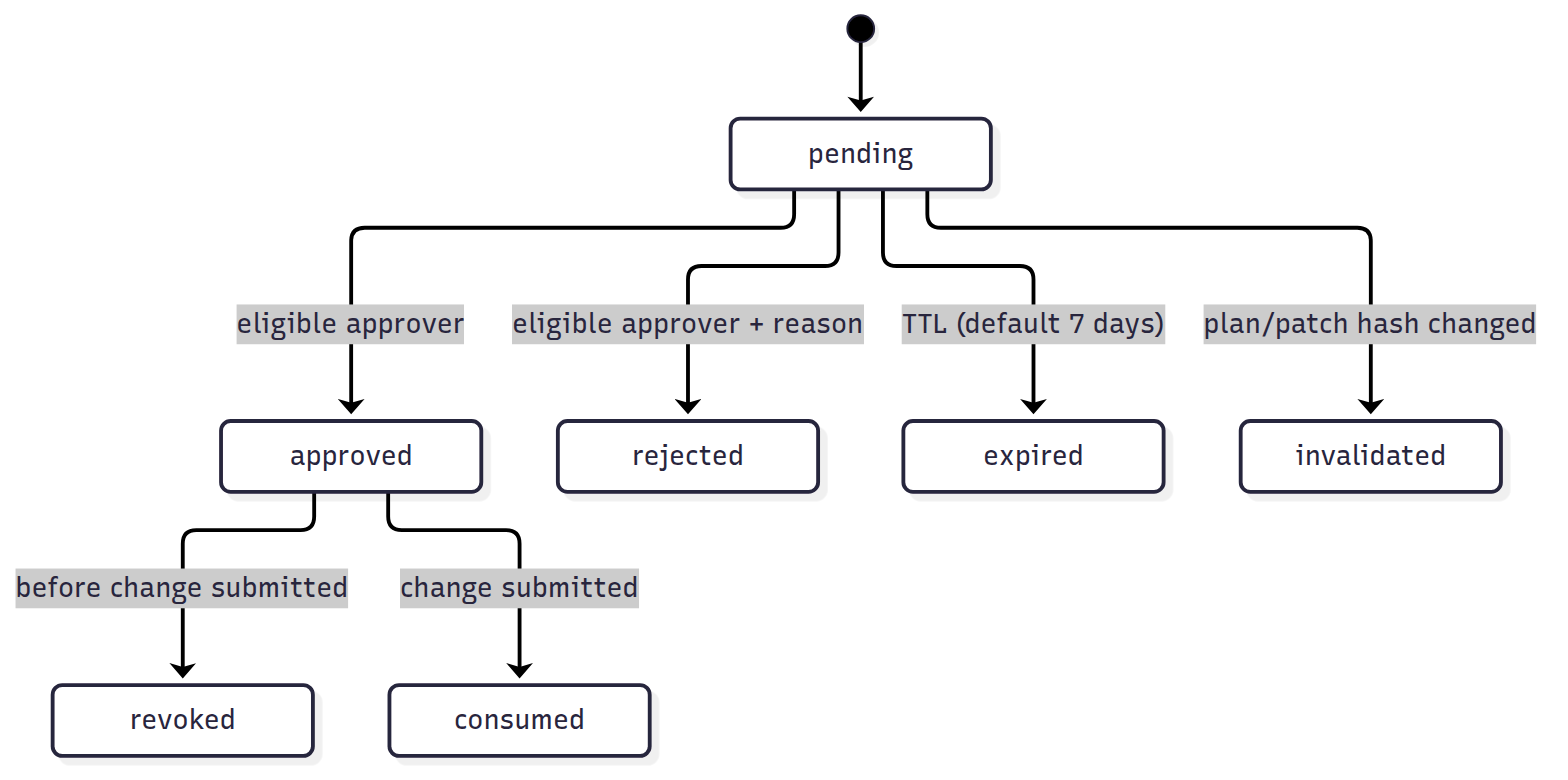 pending
eligible approver
eligible approver + reason
TTL (default 7 days)
plan/patch hash changed
approved
rejected
expired
invalidated
before change submitted
change submitted
revoked
consumed